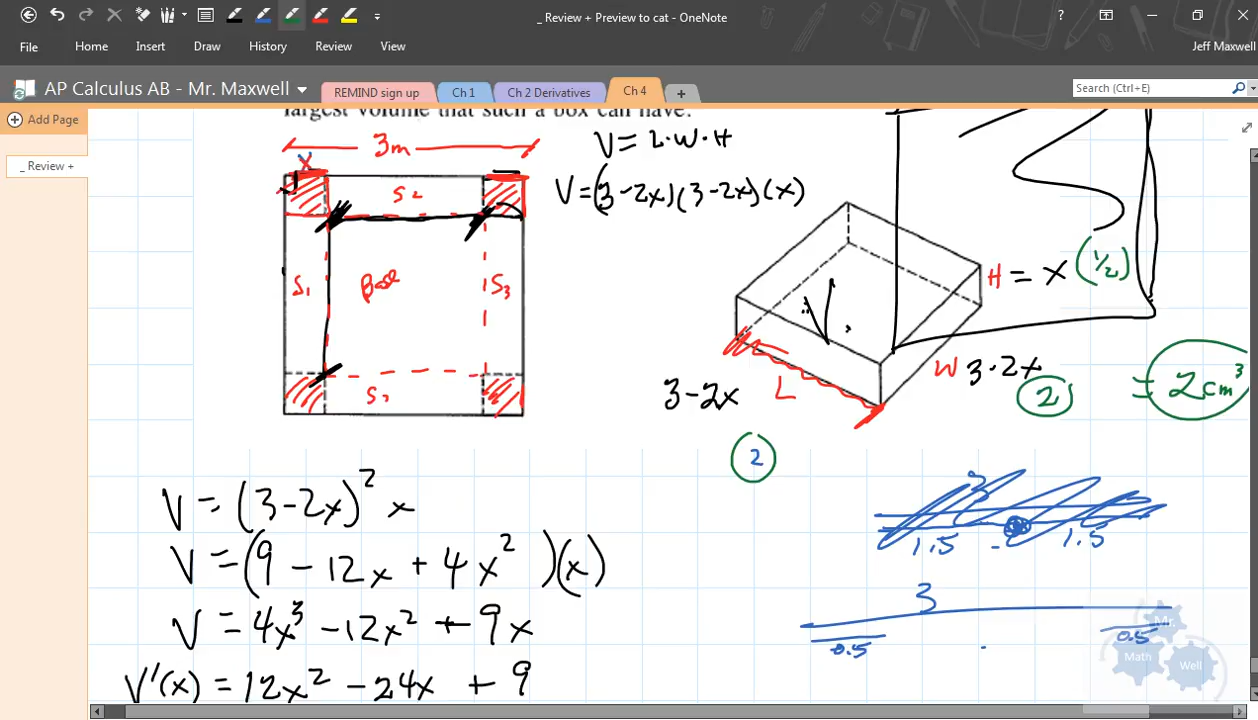 _ Review + Preview to cat - OneNote
?
File
Home
Insert
Draw
History
Review
View
Jeff Maxwell
AP Calculus AB - Mr. Maxwell
REMIND sign up
Ch 1
Ch 2 Derivatives
Ch 4
+
Search (Ctrl+E)
Add Page
_ Review +
largest volume that such a box can have.
3m
x
S2
S1
Base
S3
V = L·W·H
V = (3-2x)(3-2x)(x)
H = x (1/2)
W 3-2x
2
3-2x
L
= 2cm³
2
V = (3-2x)² x
V = (9 - 12x + 4x²)(x)
V = 4x³ - 12x² + 9x
V'(x) = 12x² - 24x + 9
3
1.5 - 1.5
3
0.5 0.5
Mr.
Math
Well